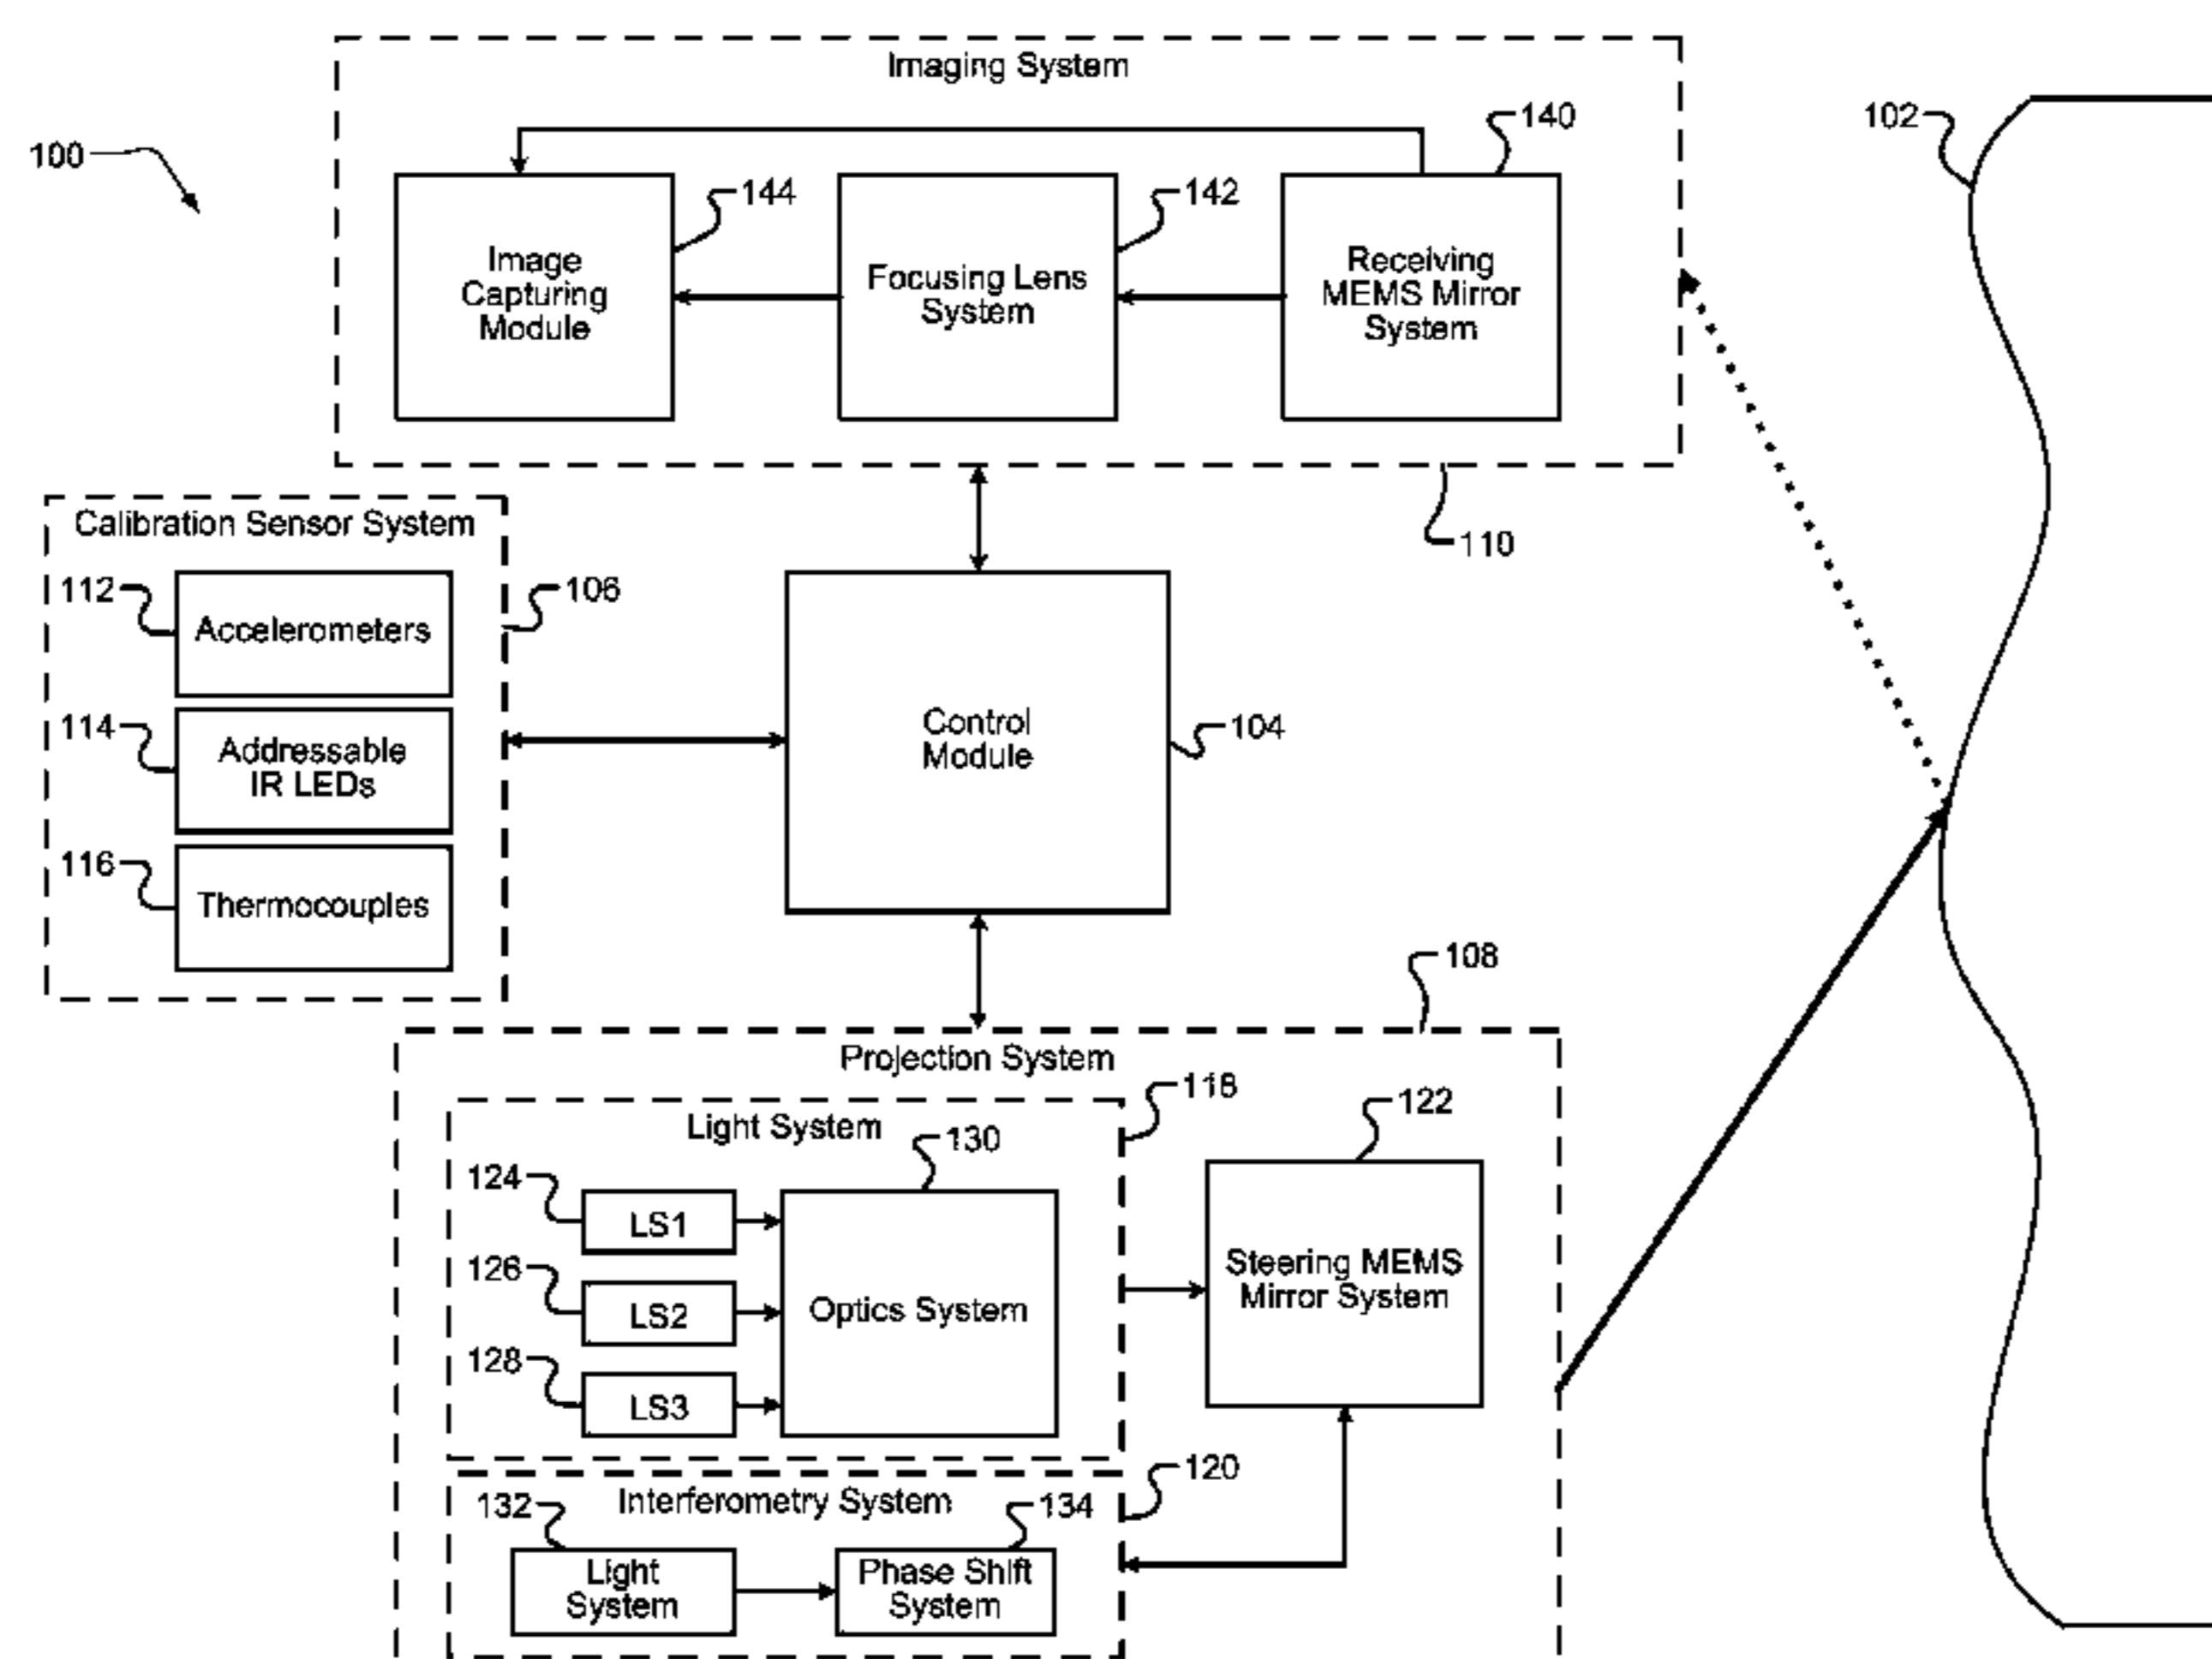 Imaging System
140
102
100
144
142
Image
Capturing
Module
Focusing Lens
System
Receiving
MEMS Mirror
System
110
Calibration Sensor System
112
106
Accelerometers
114
Addressable
IR LEDs
116
Thermocouples
Control
Module
104
108
Projection System
118
122
Light System
130
124
LS1
126
LS2
128
LS3
Optics System
Steering MEMS
Mirror System
120
Interferometry System
132
134
Light
System
Phase Shift
System